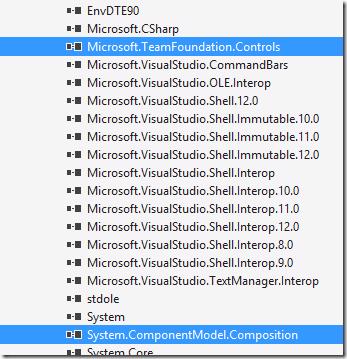 EnvDTE90
Microsoft.CSharp
Microsoft.TeamFoundation.Controls
Microsoft.VisualStudio.CommandBars
Microsoft.VisualStudio.OLE.Interop
Microsoft.VisualStudio.Shell.12.0
Microsoft.VisualStudio.Shell.Immutable.10.0
Microsoft.VisualStudio.Shell.Immutable.11.0
Microsoft.VisualStudio.Shell.Immutable.12.0
Microsoft.VisualStudio.Shell.Interop
Microsoft.VisualStudio.Shell.Interop.10.0
Microsoft.VisualStudio.Shell.Interop.11.0
Microsoft.VisualStudio.Shell.Interop.12.0
Microsoft.VisualStudio.Shell.Interop.8.0
Microsoft.VisualStudio.Shell.Interop.9.0
Microsoft.VisualStudio.TextManager.Interop
stdole
System
System.ComponentModel.Composition
System.Core